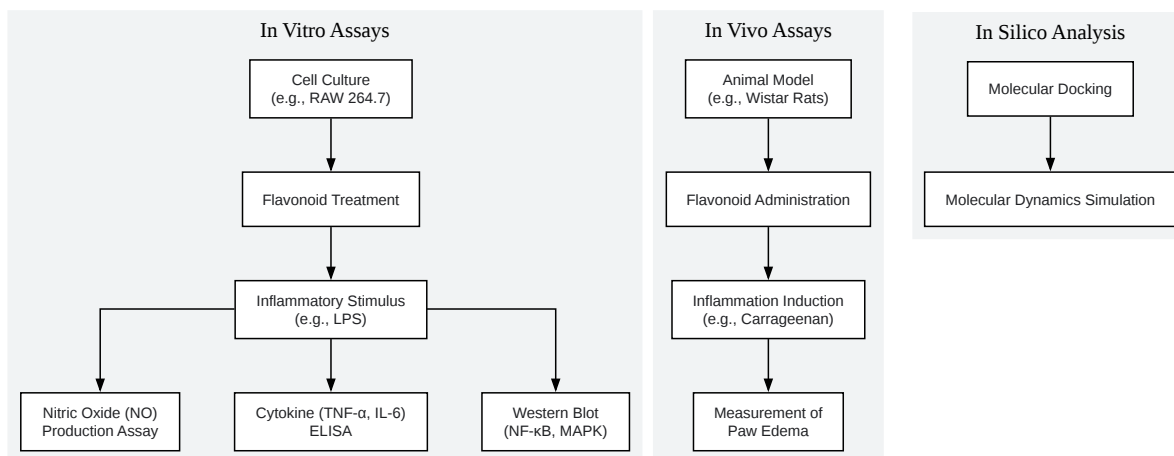 In Vitro Assays
Cell Culture
(e.g., RAW 264.7)
Flavonoid Treatment
Inflammatory Stimulus
(e.g., LPS)
Nitric Oxide (NO)
Production Assay
Cytokine (TNF-α, IL-6)
ELISA
Western Blot
(NF-κB, MAPK)
In Vivo Assays
Animal Model
(e.g., Wistar Rats)
Flavonoid Administration
Inflammation Induction
(e.g., Carrageenan)
Measurement of
Paw Edema
In Silico Analysis
Molecular Docking
Molecular Dynamics Simulation